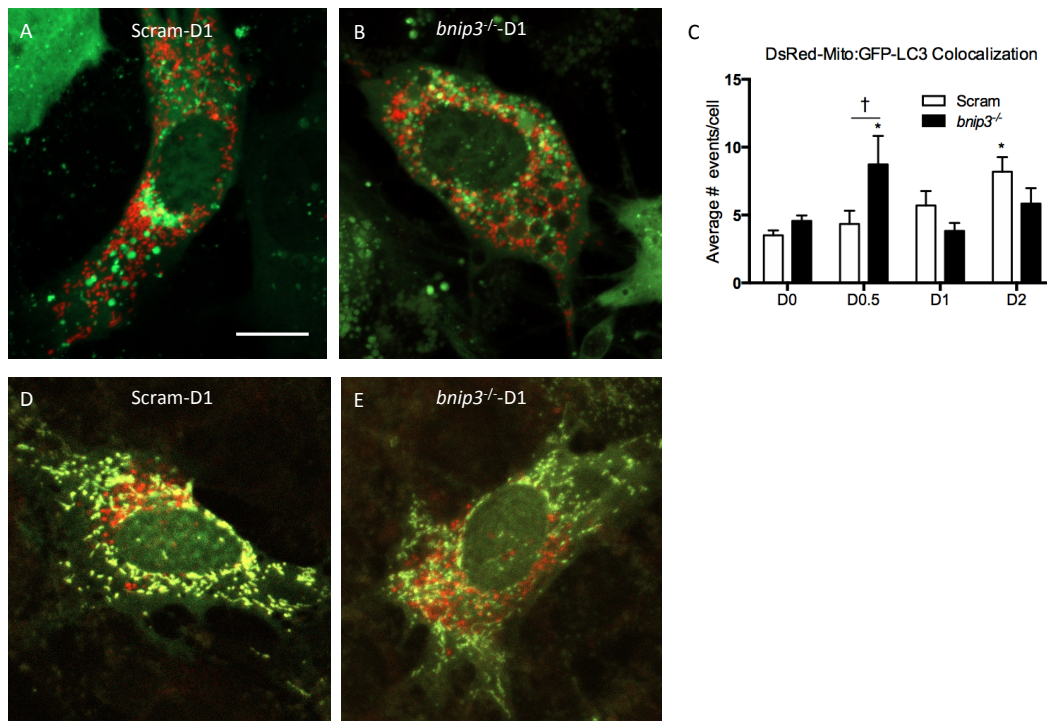 A
Scram-D1
B
bnip3-/--D1
C
DsRed-Mito:GFP-LC3 Colocalization
Average # events/cell
15
10
5
0
Scram
bnip3-/-
†
*
*
D0
D0.5
D1
D2
D
Scram-D1
E
bnip3-/--D1